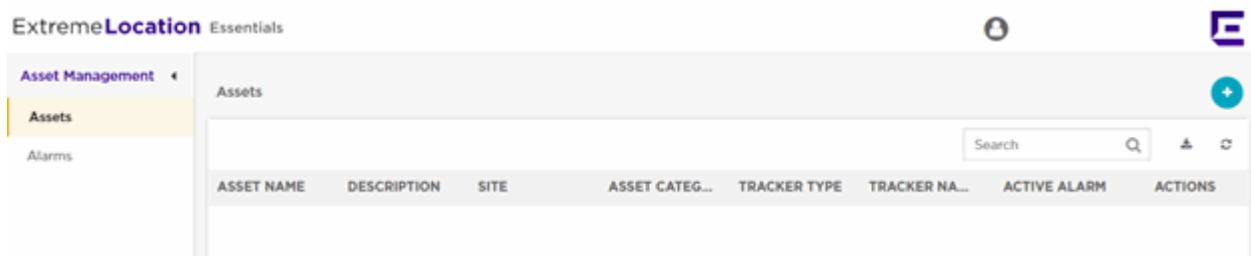 ExtremeLocation Essentials
Asset Management
Assets
Alarms
Assets
Search
ASSET NAME DESCRIPTION SITE ASSET CATEG... TRACKER TYPE TRACKER NA... ACTIVE ALARM ACTIONS